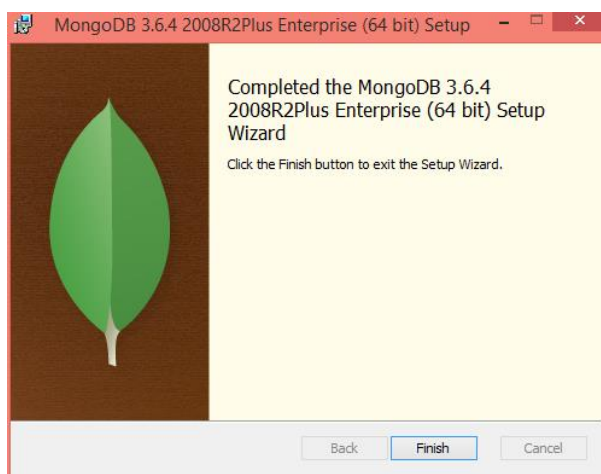 MongoDB 3.6.4 2008R2Plus Enterprise (64 bit) Setup
Completed the MongoDB 3.6.4
2008R2Plus Enterprise (64 bit) Setup
Wizard
Click the Finish button to exit the Setup Wizard.
Back Finish Cancel